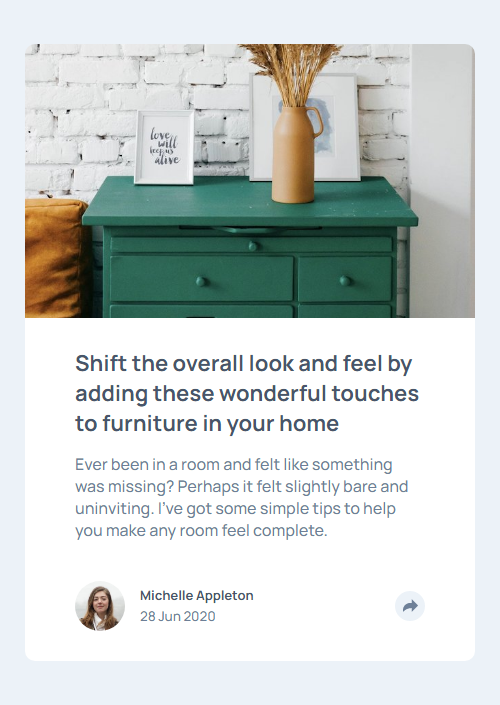 love
will
keep us
alive
Shift the overall look and feel by
adding these wonderful touches
to furniture in your home
Ever been in a room and felt like something
was missing? Perhaps it felt slightly bare and
uninviting. I've got some simple tips to help
you make any room feel complete.
Michelle Appleton
28 Jun 2020